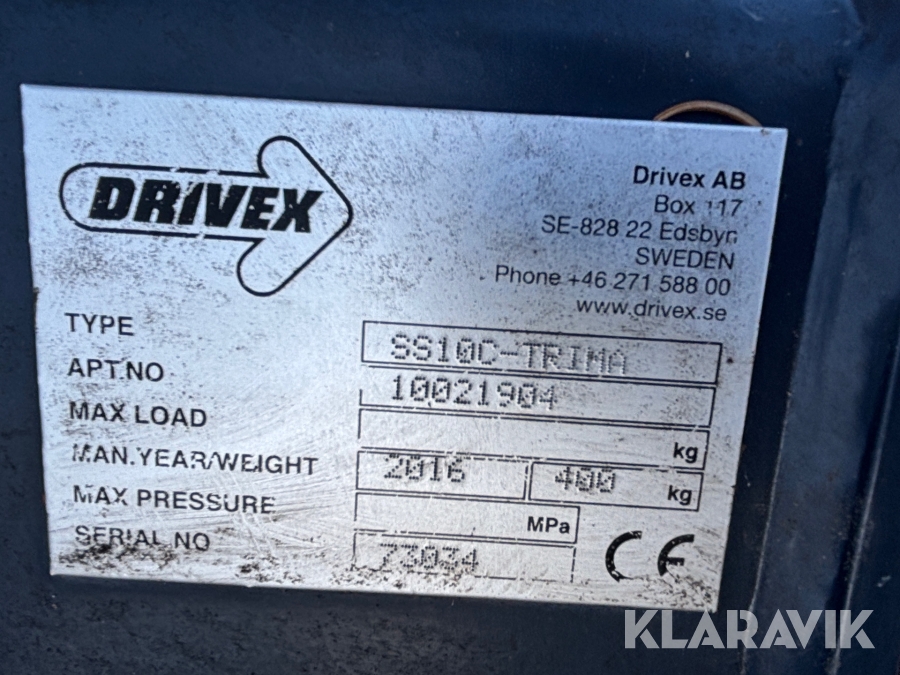 DRIVEX
Drivex AB
Box 117
SE-828 22 Edsbyn
SWEDEN
Phone +46 271 588 00
www.drivex.se
TYPE SS10C-TRIMA
APT.NO 10021904
MAX LOAD kg
MAN.YEAR/WEIGHT 2016 400 kg
MAX PRESSURE MPa
SERIAL NO 73034
CE
KLARAVIK